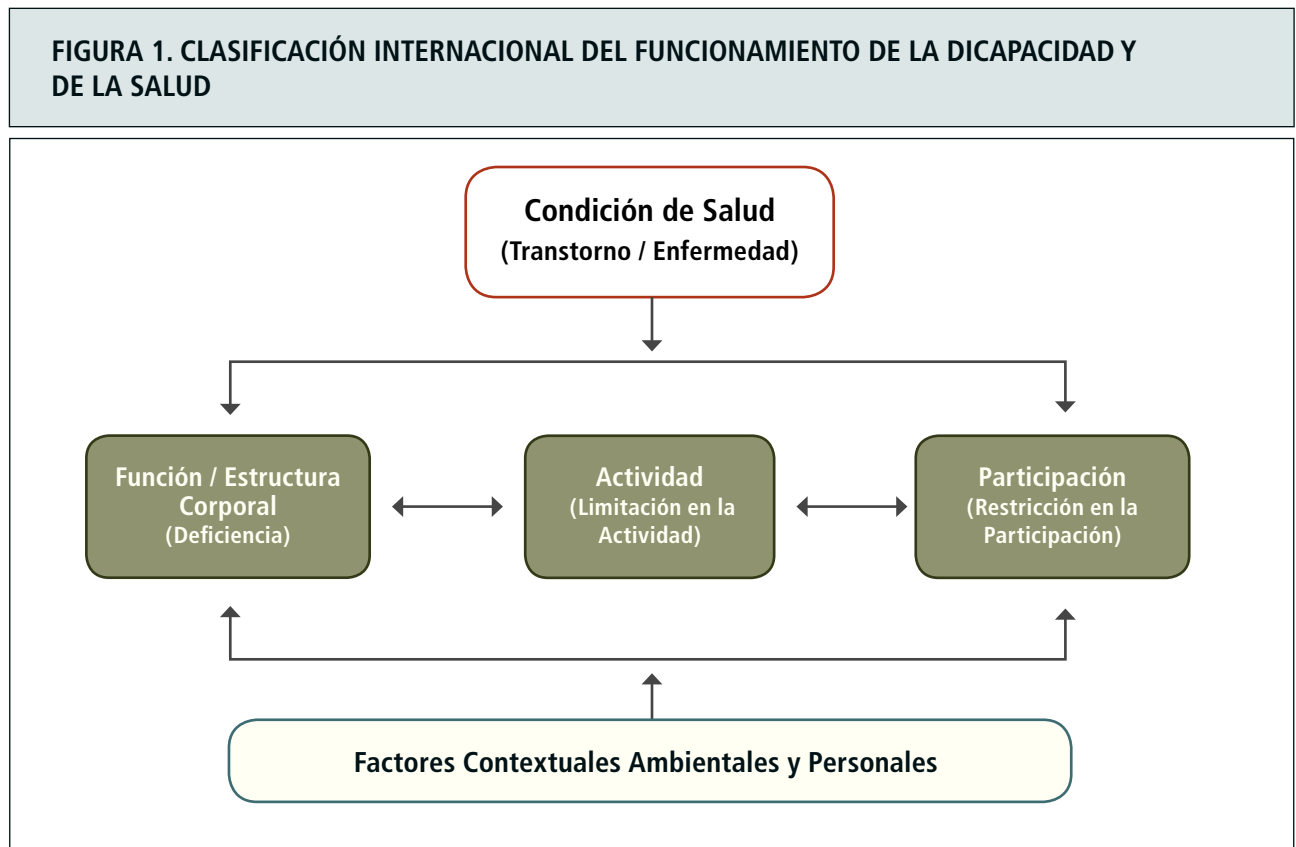 FIGURA 1. CLASIFICACIÓN INTERNACIONAL DEL FUNCIONAMIENTO DE LA DICAPACIDAD Y
DE LA SALUD
Condición de Salud
(Transtorno / Enfermedad)
Función / Estructura
Corporal
(Deficiencia)
Actividad
(Limitación en la
Actividad)
Participación
(Restricción en la
Participación)
Factores Contextuales Ambientales y Personales